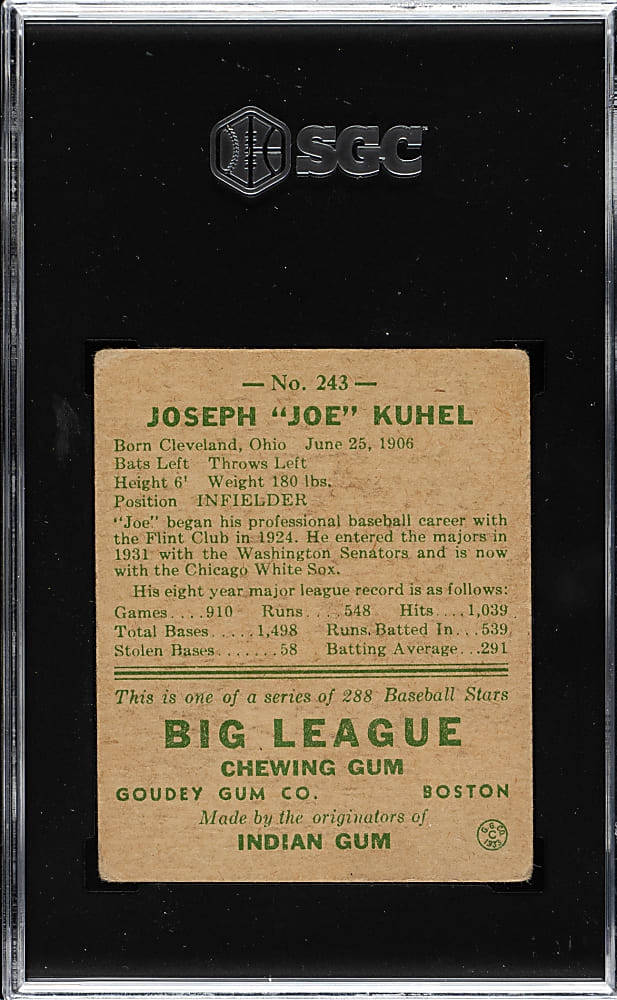 SGC
— No. 243 —
JOSEPH "JOE" KUHEL
Born Cleveland, Ohio June 25, 1906
Bats Left Throws Left
Height 6' Weight 180 lbs.
Position INFIELDER
"Joe" began his professional baseball career with
the Flint Club in 1924. He entered the majors in
1931 with the Washington Senators and is now
with the Chicago White Sox.
His eight year major league record is as follows:
Games....910 Runs....548 Hits....1,039
Total Bases.....1,498 Runs Batted In...539
Stolen Bases.......58 Batting Average...291
This is one of a series of 288 Baseball Stars
BIG LEAGUE
CHEWING GUM
GOUDEY GUM CO. BOSTON
Made by the originators of
INDIAN GUM
G.G.CO.
C